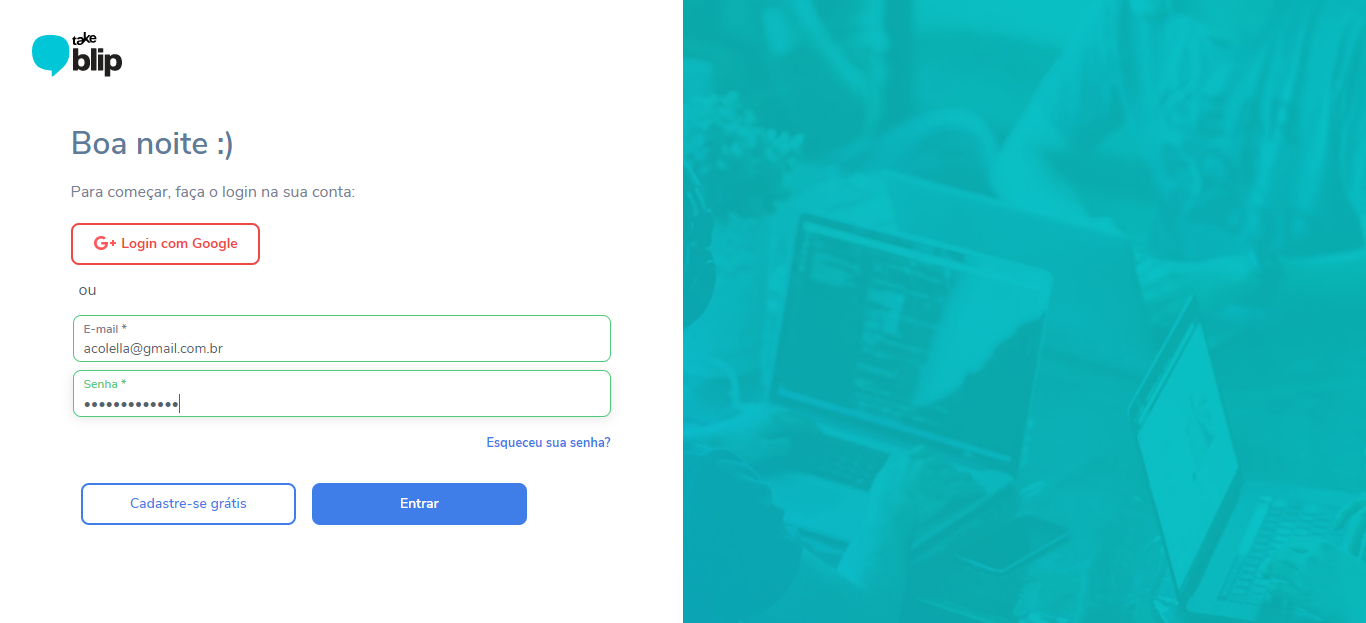 take
blip
Boa noite :)
Para começar, faça o login na sua conta:
G+ Login com Google
ou
E-mail *
acolella@gmail.com.br
Senha *
•••••••••••••
Esqueceu sua senha?
Cadastre-se grátis
Entrar